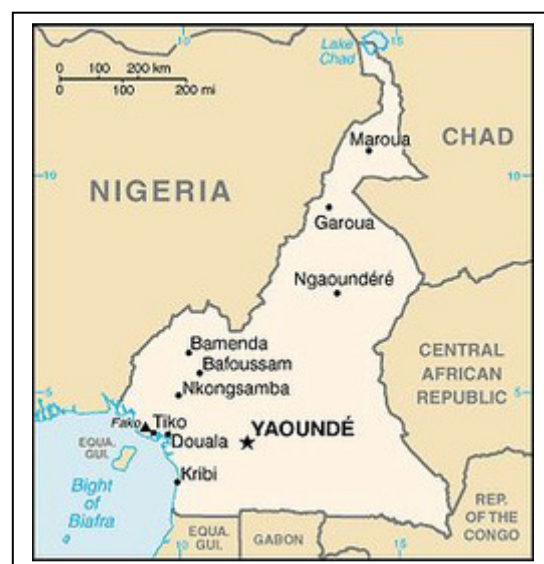 10
15
Lake
Chad
0 100 200 km
0 100 200 mi
Maroua
CHAD
10
10
NIGERIA
Garoua
Ngaoundéré
Bamenda
Bafoussam
CENTRAL
AFRICAN
REPUBLIC
Nkongsamba
5
5
Fako
Tiko
YAOUNDÉ
EQUA.
GUI.
Douala
Kribi
Bight
of
Biafra
REP.
OF THE
CONGO
EQUA.
GUI.
GABON
10
15